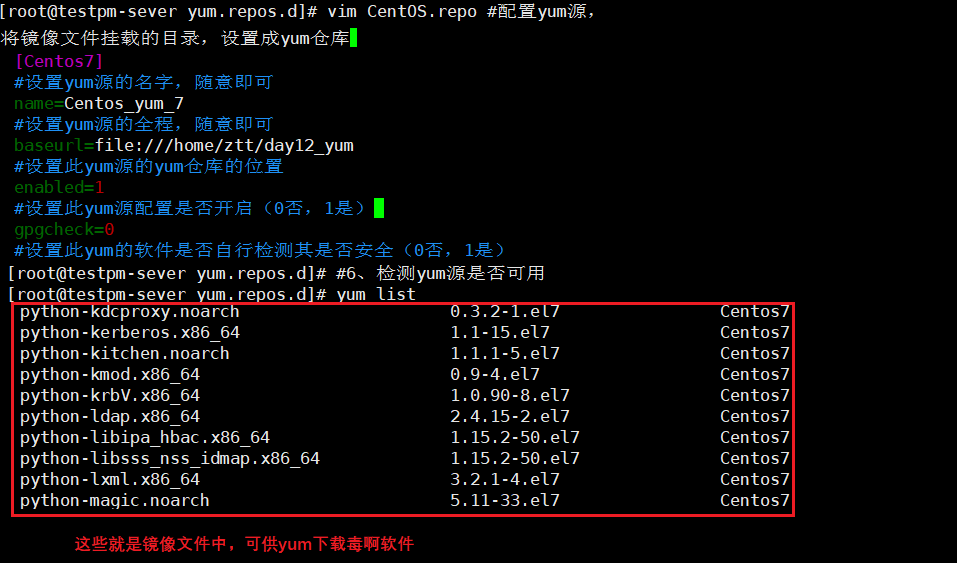 [root@testpm-sever yum.repos.d]# vim CentOS.repo #配置yum源，
将镜像文件挂载的目录，设置成yum仓库
[Centos7]
#设置yum源的名字，随意即可
name=Centos_yum_7
#设置yum源的全程，随意即可
baseurl=file:///home/ztt/day12_yum
#设置此yum源的yum仓库的位置
enabled=1
#设置此yum源配置是否开启（0否，1是）
gpgcheck=0
#设置此yum的软件是否自行检测其是否安全（0否，1是）
[root@testpm-sever yum.repos.d]# #6、检测yum源是否可用
[root@testpm-sever yum.repos.d]# yum list
python-kdcproxy.noarch 0.3.2-1.el7 Centos7
python-kerberos.x86_64 1.1-15.el7 Centos7
python-kitchen.noarch 1.1.1-5.el7 Centos7
python-kmod.x86_64 0.9-4.el7 Centos7
python-krbV.x86_64 1.0.90-8.el7 Centos7
python-ldap.x86_64 2.4.15-2.el7 Centos7
python-libipa_hbac.x86_64 1.15.2-50.el7 Centos7
python-libsss_nss_idmap.x86_64 1.15.2-50.el7 Centos7
python-lxml.x86_64 3.2.1-4.el7 Centos7
python-magic.noarch 5.11-33.el7 Centos7
这些就是镜像文件中，可供yum下载毒啊软件